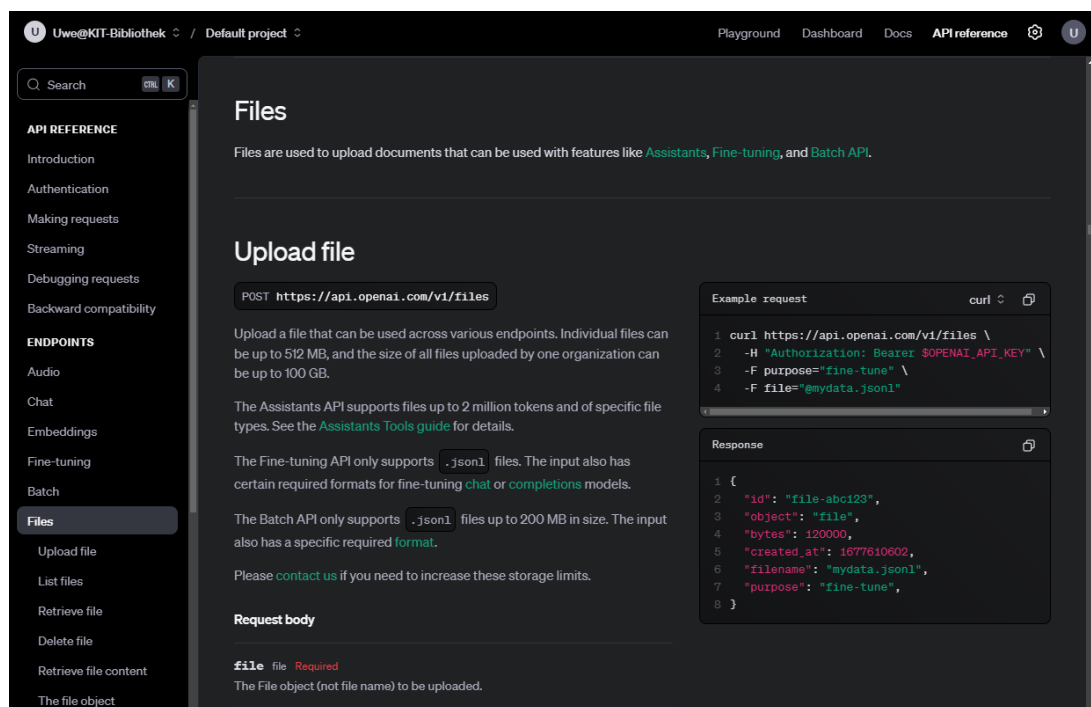 U Uwe@KIT-Bibliothek / Default project
Playground Dashboard Docs API reference U
Search CTRL K
API REFERENCE
Introduction
Authentication
Making requests
Streaming
Debugging requests
Backward compatibility
ENDPOINTS
Audio
Chat
Embeddings
Fine-tuning
Batch
Files
Upload file
List files
Retrieve file
Delete file
Retrieve file content
The file object
Files
Files are used to upload documents that can be used with features like Assistants, Fine-tuning, and Batch API.
Upload file
POST https://api.openai.com/v1/files
Upload a file that can be used across various endpoints. Individual files can
be up to 512 MB, and the size of all files uploaded by one organization can
be up to 100 GB.
The Assistants API supports files up to 2 million tokens and of specific file
types. See the Assistants Tools guide for details.
The Fine-tuning API only supports .jsonl files. The input also has
certain required formats for fine-tuning chat or completions models.
The Batch API only supports .jsonl files up to 200 MB in size. The input
also has a specific required format.
Please contact us if you need to increase these storage limits.
Request body
file file Required
The File object (not file name) to be uploaded.
Example request curl
1 curl https://api.openai.com/v1/files \
2 -H "Authorization: Bearer $OPENAI_API_KEY" \
3 -F purpose="fine-tune" \
4 -F file="@mydata.jsonl"
Response
1 {
2 "id": "file-abc123",
3 "object": "file",
4 "bytes": 120000,
5 "created_at": 1677610602,
6 "filename": "mydata.jsonl",
7 "purpose": "fine-tune",
8 }